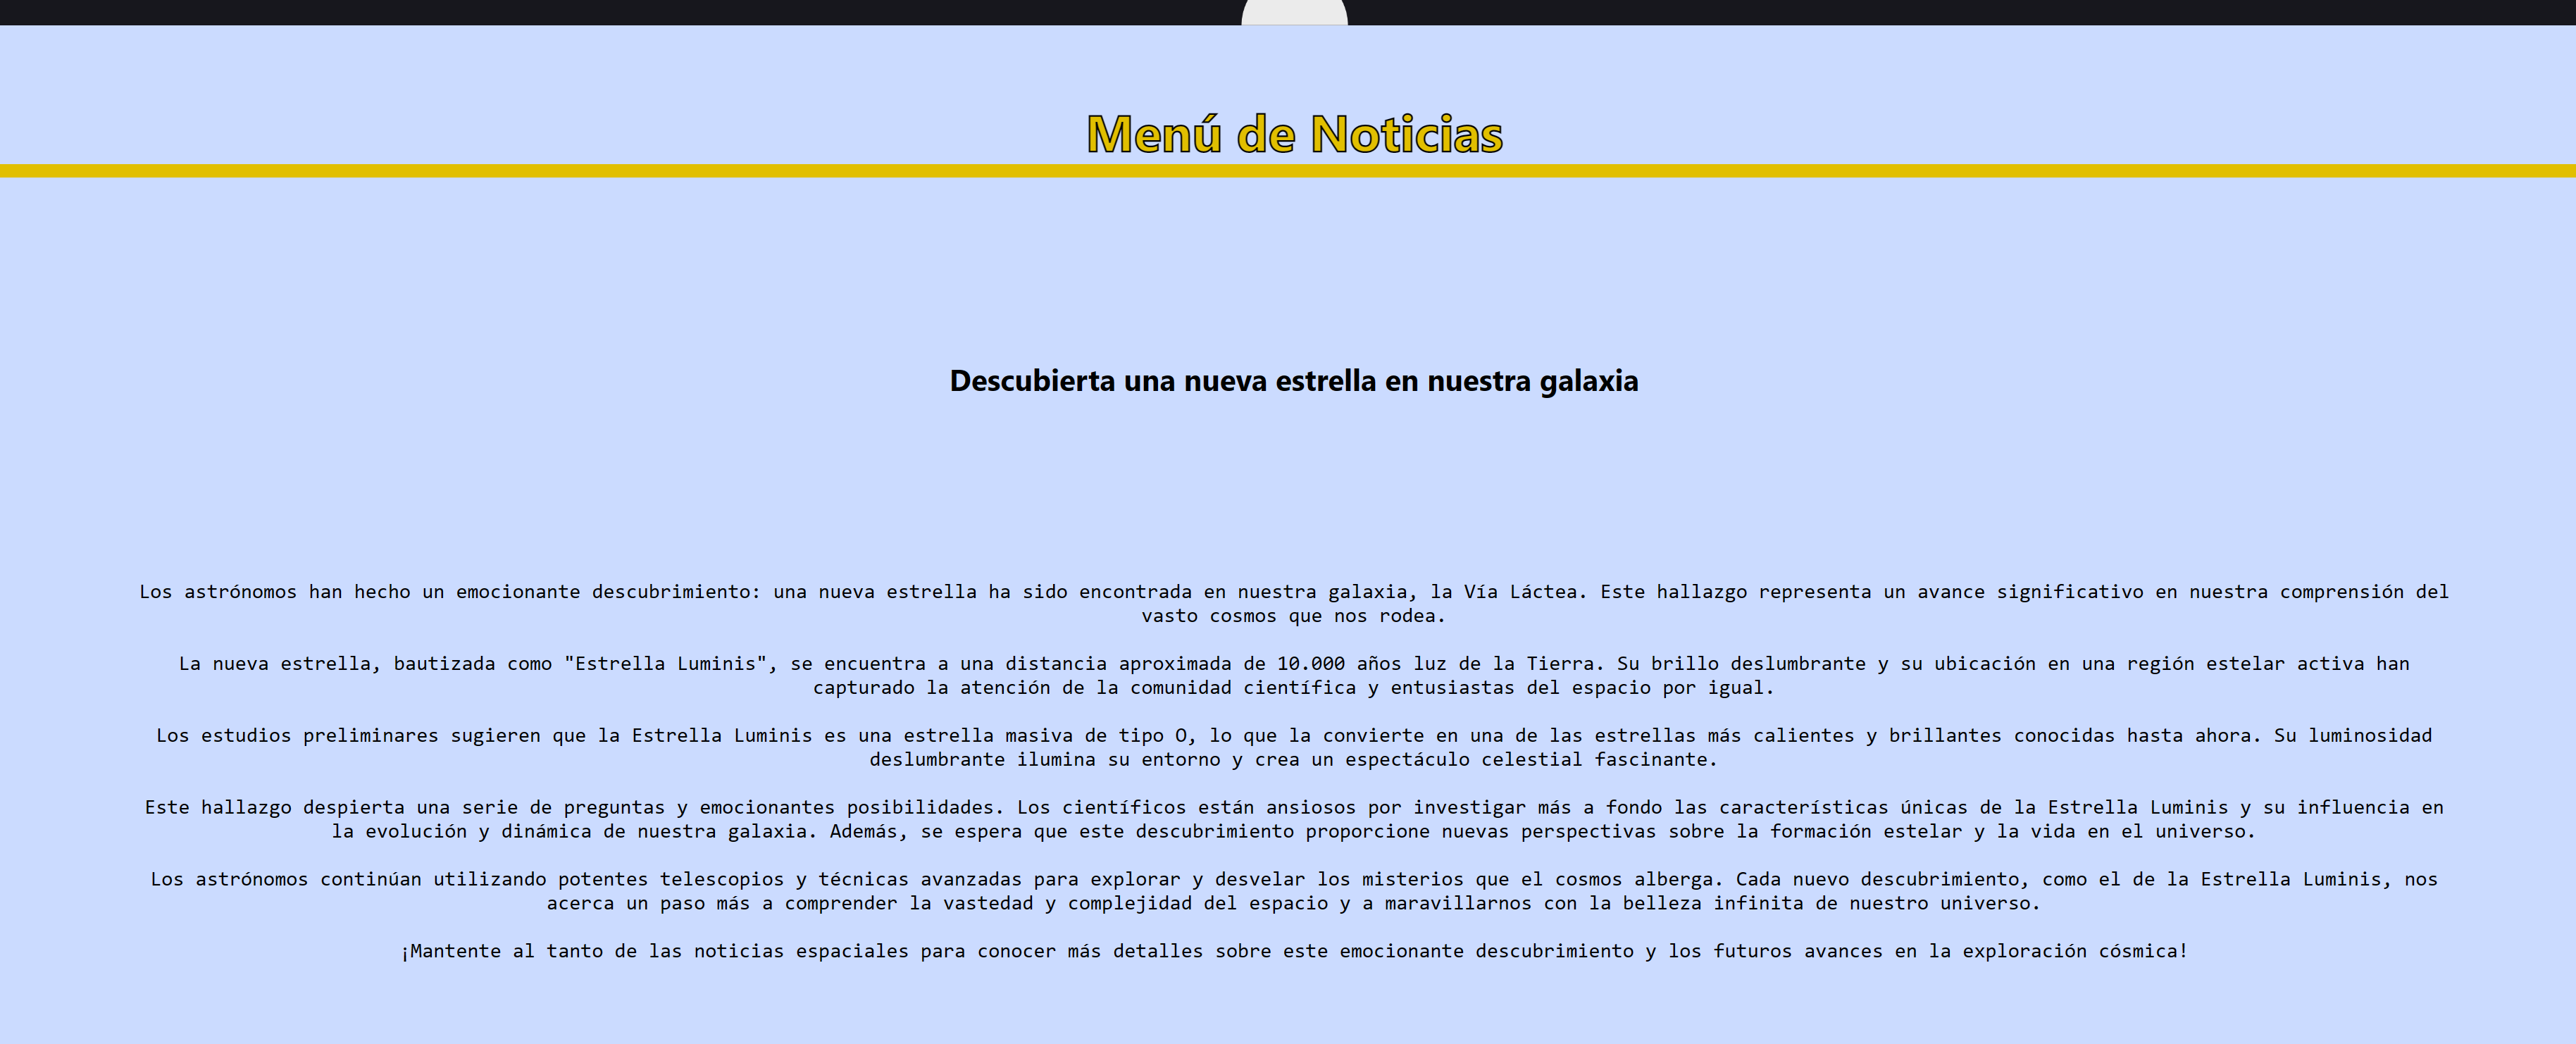 Menú de Noticias
Descubierta una nueva estrella en nuestra galaxia
Los astrónomos han hecho un emocionante descubrimiento: una nueva estrella ha sido encontrada en nuestra galaxia, la Vía Láctea. Este hallazgo representa un avance significativo en nuestra comprensión del
vasto cosmos que nos rodea.
La nueva estrella, bautizada como "Estrella Luminis", se encuentra a una distancia aproximada de 10.000 años luz de la Tierra. Su brillo deslumbrante y su ubicación en una región estelar activa han
capturado la atención de la comunidad científica y entusiastas del espacio por igual.
Los estudios preliminares sugieren que la Estrella Luminis es una estrella masiva de tipo O, lo que la convierte en una de las estrellas más calientes y brillantes conocidas hasta ahora. Su luminosidad
deslumbrante ilumina su entorno y crea un espectáculo celestial fascinante.
Este hallazgo despierta una serie de preguntas y emocionantes posibilidades. Los científicos están ansiosos por investigar más a fondo las características únicas de la Estrella Luminis y su influencia en
la evolución y dinámica de nuestra galaxia. Además, se espera que este descubrimiento proporcione nuevas perspectivas sobre la formación estelar y la vida en el universo.
Los astrónomos continúan utilizando potentes telescopios y técnicas avanzadas para explorar y desvelar los misterios que el cosmos alberga. Cada nuevo descubrimiento, como el de la Estrella Luminis, nos
acerca un paso más a comprender la vastedad y complejidad del espacio y a maravillarnos con la belleza infinita de nuestro universo.
¡Mantente al tanto de las noticias espaciales para conocer más detalles sobre este emocionante descubrimiento y los futuros avances en la exploración cósmica!